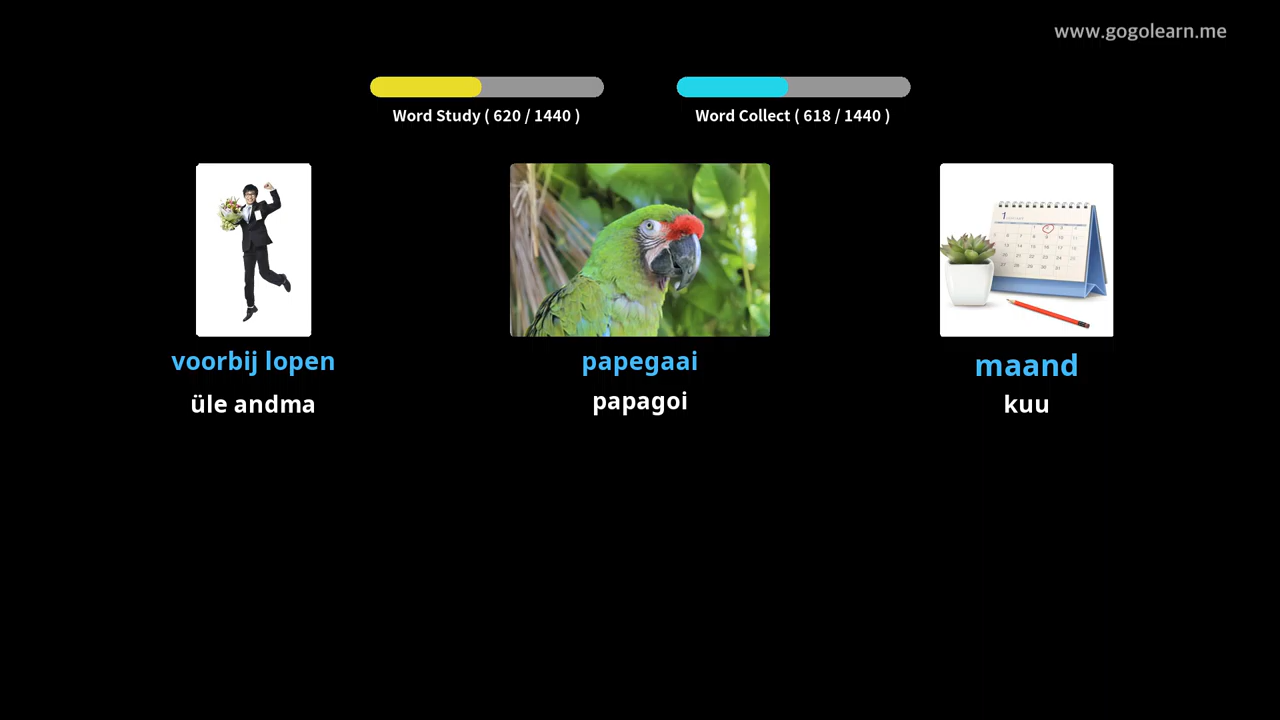 www.gogolearn.me
Word Study ( 620 / 1440 )
Word Collect ( 618 / 1440 )
voorbij lopen
üle andma
papegaai
papagoi
maand
kuu